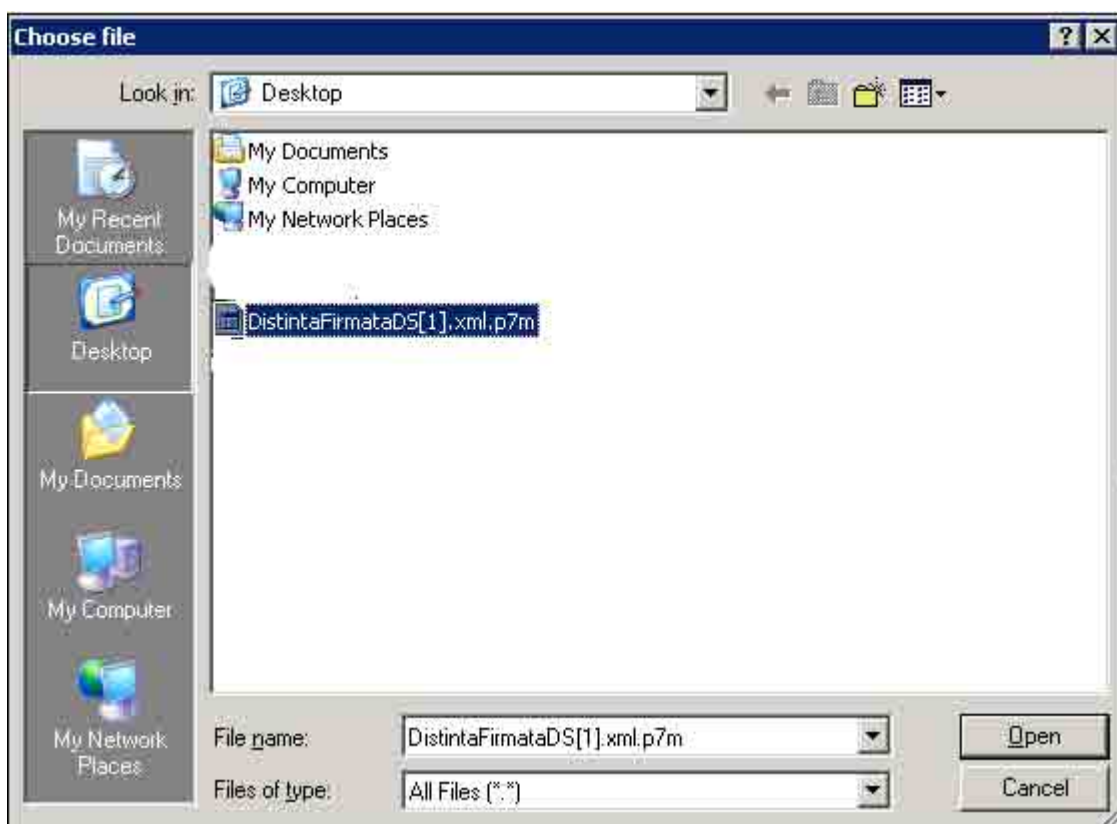 Choose file
Look in:
Desktop
My Recent
Documents
Desktop
My Documents
My Computer
My Network
Places
My Documents
My Computer
My Network Places
DistintaFirmataDS[1].xml.p7m
File name:
DistintaFirmataDS[1].xml.p7m
Open
Files of type:
All Files (*.*)
Cancel